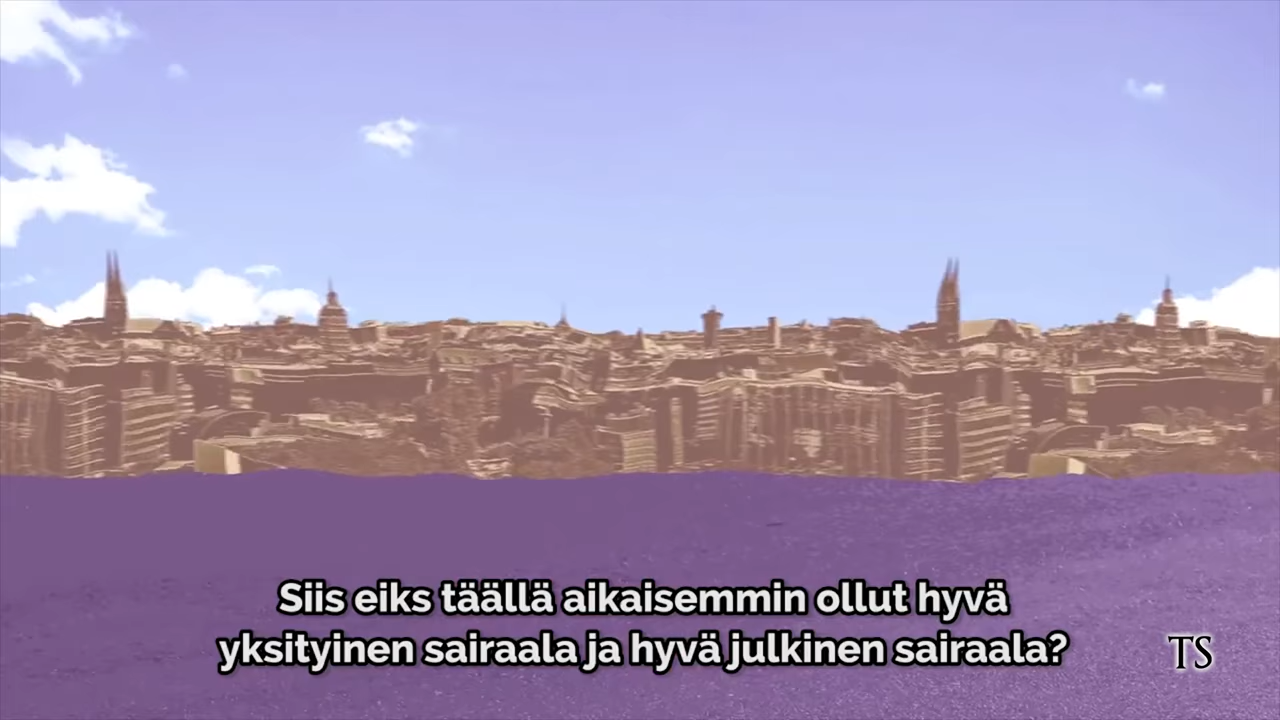 Siis eiks täällä aikaisemmin ollut hyvä
yksityinen sairaala ja hyvä julkinen sairaala?
TS